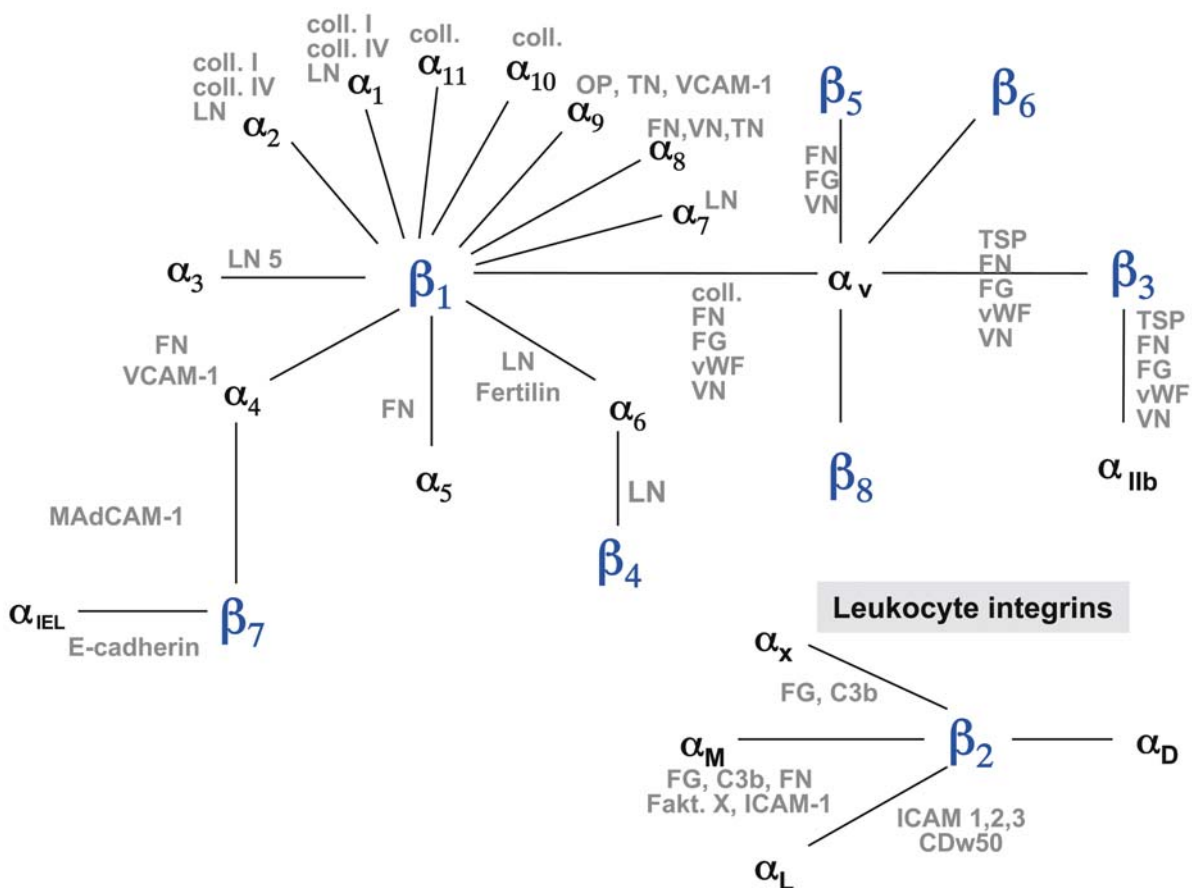 coll. I
coll. IV
LN
α2
coll. I
coll. IV
LN
α1
coll.
α11
coll.
α10
OP, TN, VCAM-1
α9
FN,VN,TN
α8
LN
α7
β5
β6
FN
FG
VN
α3
LN 5
β1
coll.
FN
FG
vWF
VN
αv
TSP
FN
FG
vWF
VN
β3
TSP
FN
FG
vWF
VN
αIIb
FN
VCAM-1
α4
FN
α5
LN
Fertilin
α6
LN
β4
β8
MAdCAM-1
αIEL
β7
E-cadherin
Leukocyte integrins
αx
FG, C3b
αM
β2
αD
FG, C3b, FN
Fakt. X, ICAM-1
ICAM 1,2,3
CDw50
αL